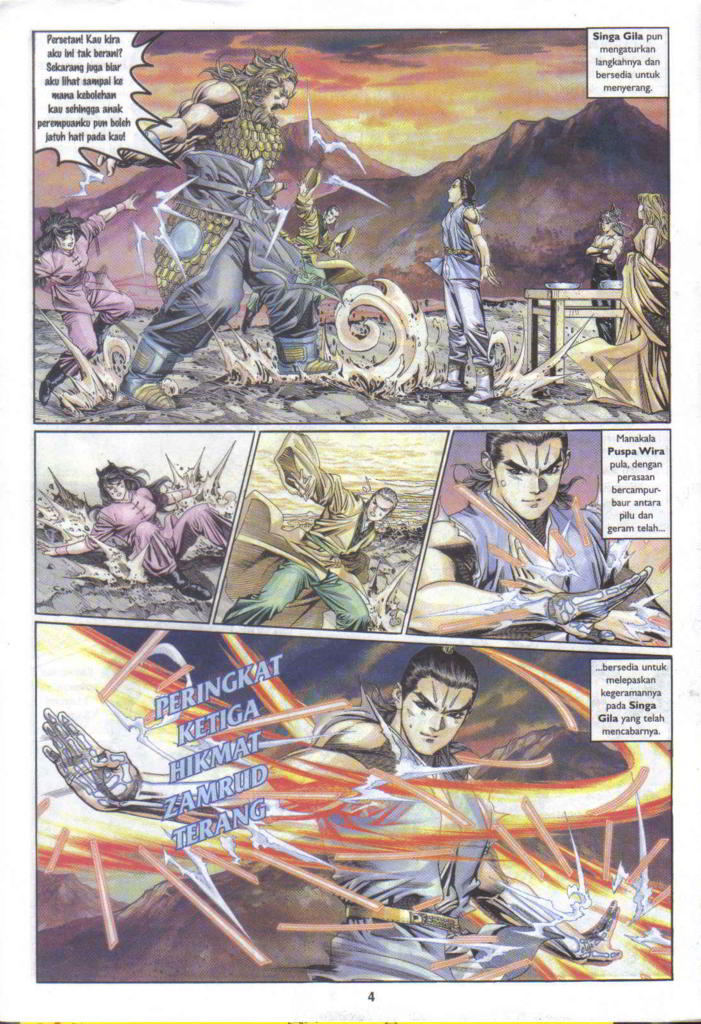 Persetan! Kau kira
aku ini tak berani?
Sekarang juga biar
aku lihat sampai ke
mana kebolehan
kau sehingga anak
perempuanku pun boleh
jatuh hati pada kau!
Singa Gila pun
mengaturkan
langkahnya dan
bersedia untuk
menyerang.
Manakala
Puspa Wira
pula, dengan
perasaan
bercampur-
baur antara
pilu dan
geram telah...
...bersedia untuk
melepaskan
kegeramannya
pada Singa
Gila yang telah
mencabarnya.
PERINGKAT
KETIGA
HIKMAT
ZAMRUD
TERANG
4